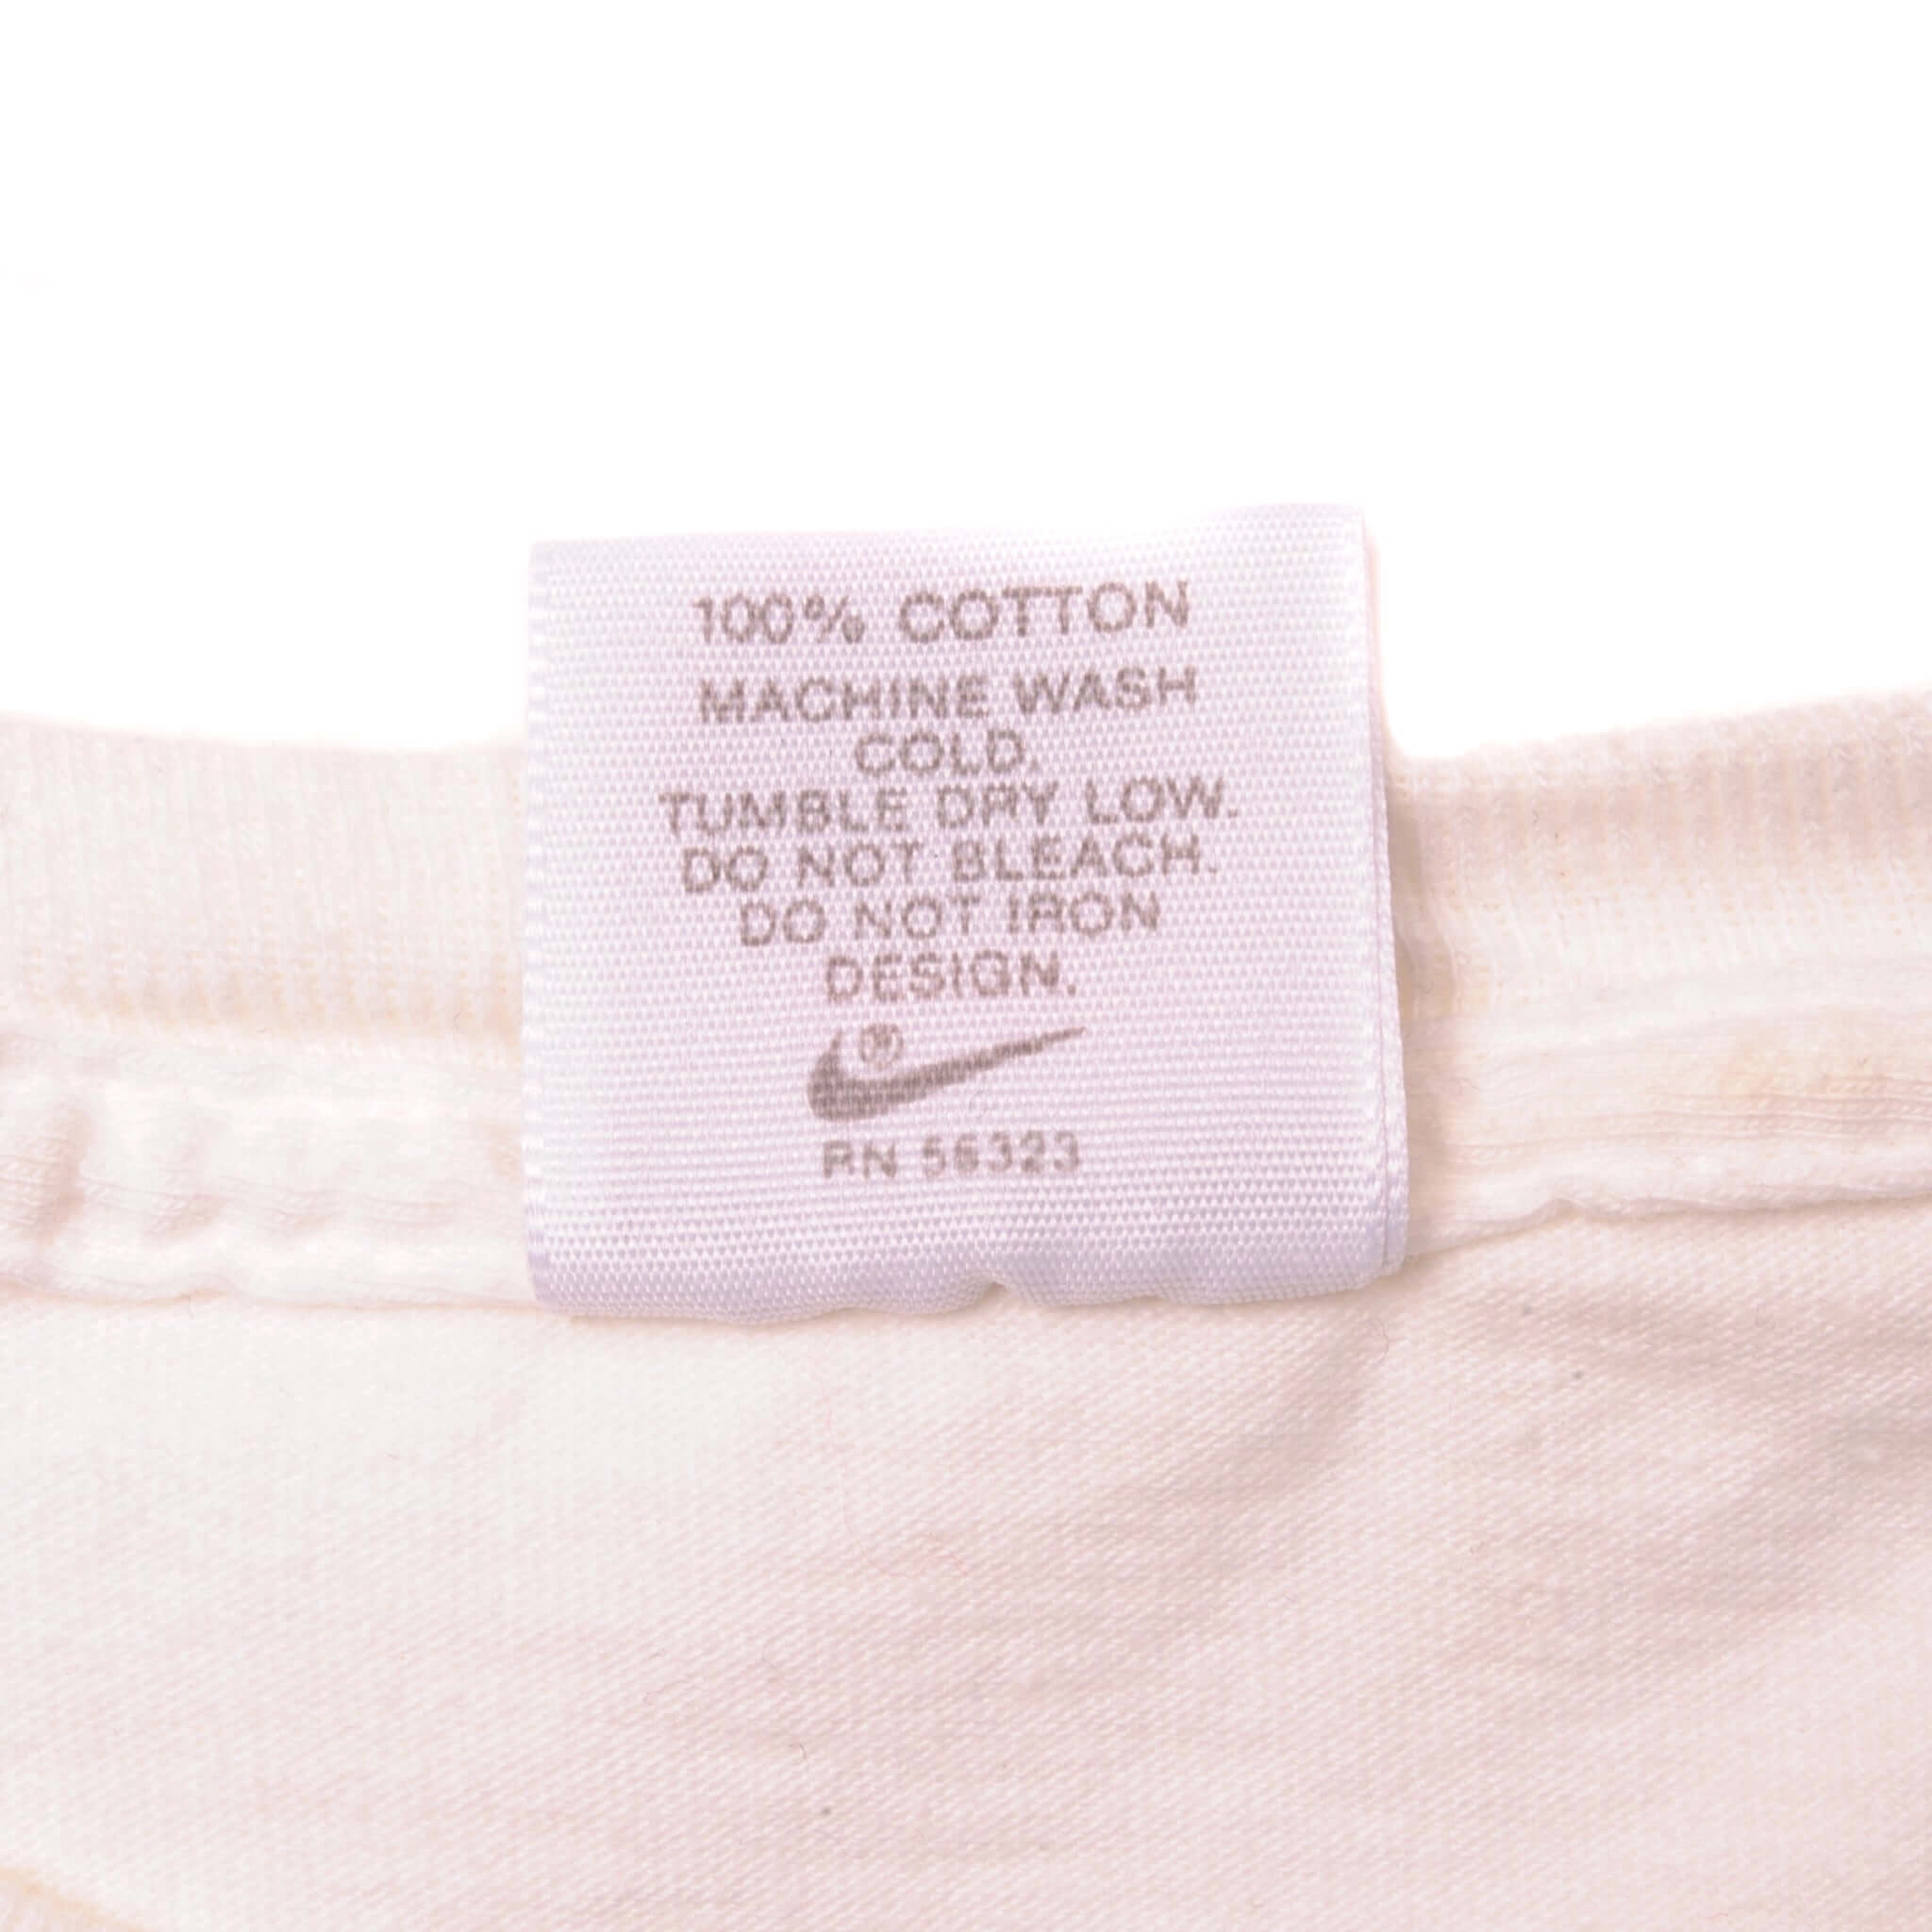 100% COTTON
MACHINE WASH
COLD.
TUMBLE DRY LOW.
DO NOT BLEACH.
DO NOT IRON
DESIGN.
®
RN 56323